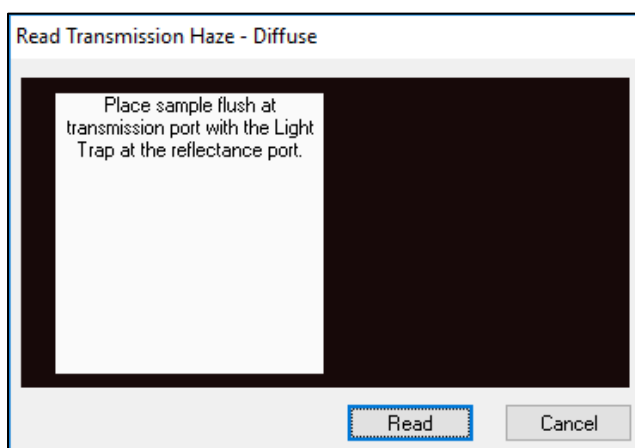 Read Transmission Haze - Diffuse
Place sample flush at
transmission port with the Light
Trap at the reflectance port.
Read
Cancel